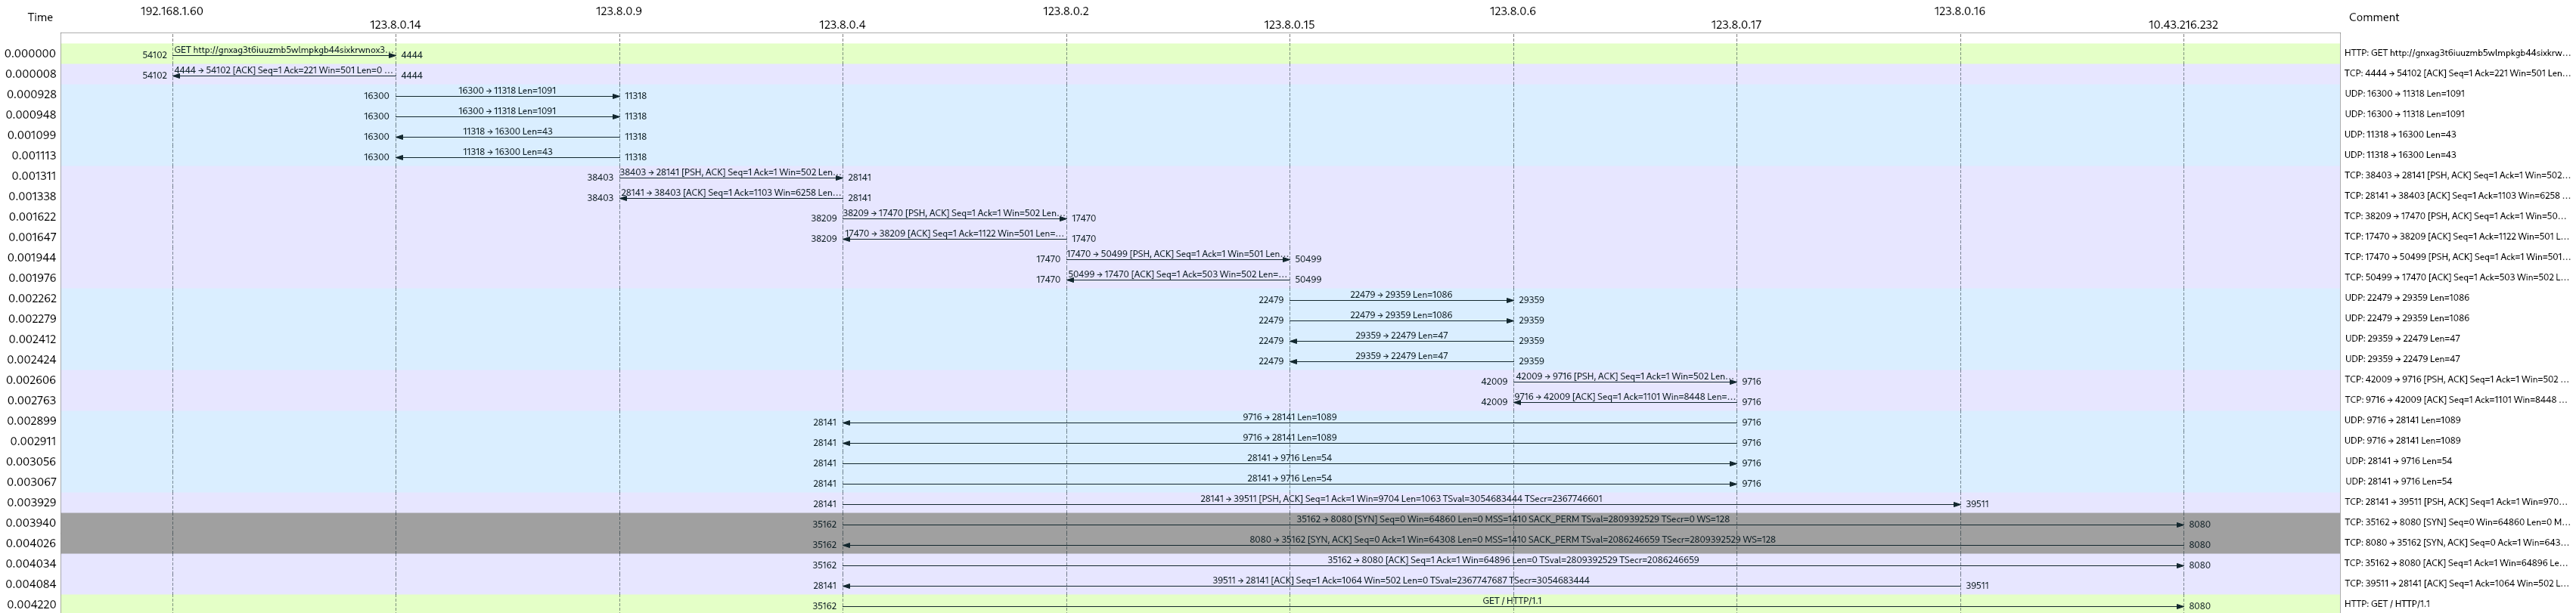 Time 192.168.1.60 123.8.0.14 123.8.0.9 123.8.0.4 123.8.0.2 123.8.0.15 123.8.0.6 123.8.0.17 123.8.0.16 10.43.216.232 Comment
0.000000 54102 GET http://gnxag3t6iuuzmb5wlmpkgb44sixkrwnox3… 4444 HTTP: GET http://gnxag3t6iuuzmb5wlmpkgb44sixkrw…
0.000008 54102 4444 → 54102 [ACK] Seq=1 Ack=221 Win=501 Len=0 … 4444 TCP: 4444 → 54102 [ACK] Seq=1 Ack=221 Win=501 Len…
0.000928 16300 16300 → 11318 Len=1091 11318 UDP: 16300 → 11318 Len=1091
0.000948 16300 16300 → 11318 Len=1091 11318 UDP: 16300 → 11318 Len=1091
0.001099 16300 11318 → 16300 Len=43 11318 UDP: 11318 → 16300 Len=43
0.001113 16300 11318 → 16300 Len=43 11318 UDP: 11318 → 16300 Len=43
0.001311 38403 38403 → 28141 [PSH, ACK] Seq=1 Ack=1 Win=502 Len… 28141 TCP: 38403 → 28141 [PSH, ACK] Seq=1 Ack=1 Win=502…
0.001338 38403 28141 → 38403 [ACK] Seq=1 Ack=1103 Win=6258 Len… 28141 TCP: 28141 → 38403 [ACK] Seq=1 Ack=1103 Win=6258 …
0.001622 38209 38209 → 17470 [PSH, ACK] Seq=1 Ack=1 Win=502 Len… 17470 TCP: 38209 → 17470 [PSH, ACK] Seq=1 Ack=1 Win=50…
0.001647 38209 17470 → 38209 [ACK] Seq=1 Ack=1122 Win=501 Len=… 17470 TCP: 17470 → 38209 [ACK] Seq=1 Ack=1122 Win=501 L…
0.001944 17470 17470 → 50499 [PSH, ACK] Seq=1 Ack=1 Win=501 Len… 50499 TCP: 17470 → 50499 [PSH, ACK] Seq=1 Ack=1 Win=501…
0.001976 17470 50499 → 17470 [ACK] Seq=1 Ack=503 Win=502 Len=… 50499 TCP: 50499 → 17470 [ACK] Seq=1 Ack=503 Win=502 L…
0.002262 22479 22479 → 29359 Len=1086 29359 UDP: 22479 → 29359 Len=1086
0.002279 22479 22479 → 29359 Len=1086 29359 UDP: 22479 → 29359 Len=1086
0.002412 22479 29359 → 22479 Len=47 29359 UDP: 29359 → 22479 Len=47
0.002424 22479 29359 → 22479 Len=47 29359 UDP: 29359 → 22479 Len=47
0.002606 42009 42009 → 9716 [PSH, ACK] Seq=1 Ack=1 Win=502 Len… 9716 TCP: 42009 → 9716 [PSH, ACK] Seq=1 Ack=1 Win=502 …
0.002763 42009 9716 → 42009 [ACK] Seq=1 Ack=1101 Win=8448 Len=… 9716 TCP: 9716 → 42009 [ACK] Seq=1 Ack=1101 Win=8448 …
0.002899 28141 9716 → 28141 Len=1089 9716 UDP: 9716 → 28141 Len=1089
0.002911 28141 9716 → 28141 Len=1089 9716 UDP: 9716 → 28141 Len=1089
0.003056 28141 28141 → 9716 Len=54 9716 UDP: 28141 → 9716 Len=54
0.003067 28141 28141 → 9716 Len=54 9716 UDP: 28141 → 9716 Len=54
0.003929 28141 28141 → 39511 [PSH, ACK] Seq=1 Ack=1 Win=9704 Len=1063 TSval=3054683444 TSecr=2367746601 39511 TCP: 28141 → 39511 [PSH, ACK] Seq=1 Ack=1 Win=970…
0.003940 35162 35162 → 8080 [SYN] Seq=0 Win=64860 Len=0 MSS=1410 SACK_PERM TSval=2809392529 TSecr=0 WS=128 8080 TCP: 35162 → 8080 [SYN] Seq=0 Win=64860 Len=0 M…
0.004026 35162 8080 → 35162 [SYN, ACK] Seq=0 Ack=1 Win=64308 Len=0 MSS=1410 SACK_PERM TSval=2086246659 TSecr=2809392529 WS=128 8080 TCP: 8080 → 35162 [SYN, ACK] Seq=0 Ack=1 Win=643…
0.004034 35162 35162 → 8080 [ACK] Seq=1 Ack=1 Win=64896 Len=0 TSval=2809392529 TSecr=2086246659 8080 TCP: 35162 → 8080 [ACK] Seq=1 Ack=1 Win=64896 Le…
0.004084 28141 39511 → 28141 [ACK] Seq=1 Ack=1064 Win=502 Len=0 TSval=2367747687 TSecr=3054683444 39511 TCP: 39511 → 28141 [ACK] Seq=1 Ack=1064 Win=502 L…
0.004220 35162 GET / HTTP/1.1 8080 HTTP: GET / HTTP/1.1